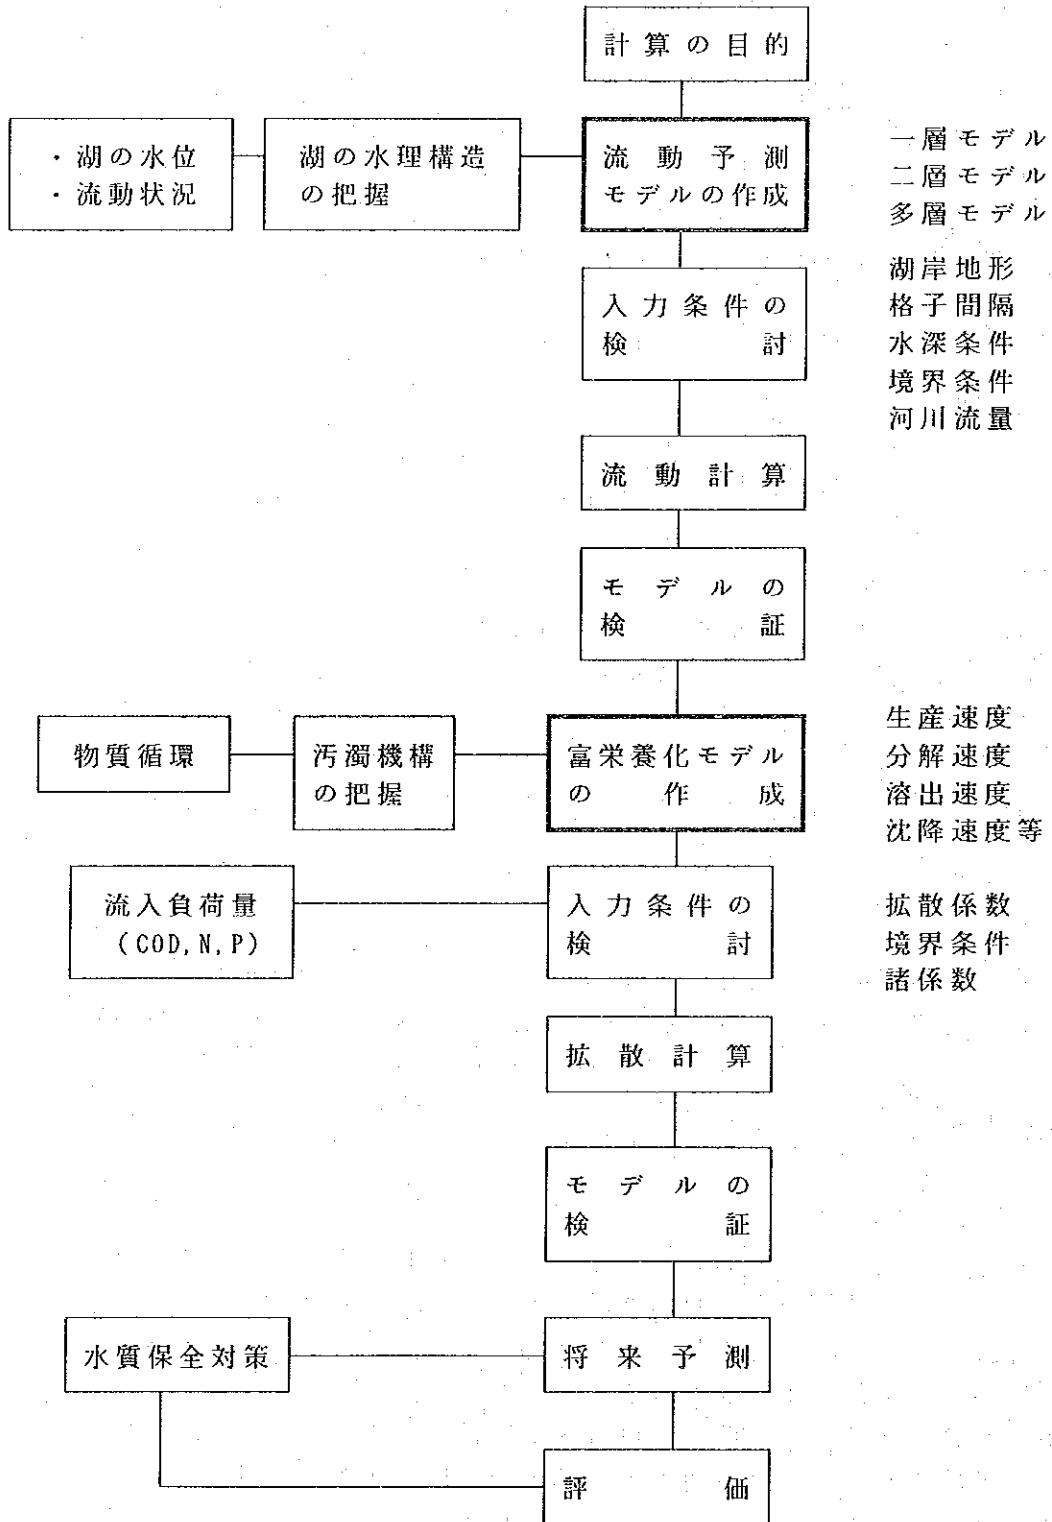 計算の目的
・湖の水位
・流動状況
湖の水理構造
の把握
流動予測
モデルの作成
一層モデル
二層モデル
多層モデル
入力条件の
検討
湖岸地形
格子間隔
水深条件
境界条件
河川流量
流動計算
モデルの
検証
物質循環
汚濁機構
の把握
富栄養化モデル
の作成
生産速度
分解速度
溶出速度
沈降速度等
流入負荷量
(COD,N,P)
入力条件の
検討
拡散係数
境界条件
諸係数
拡散計算
モデルの
検証
水質保全対策
将来予測
評価